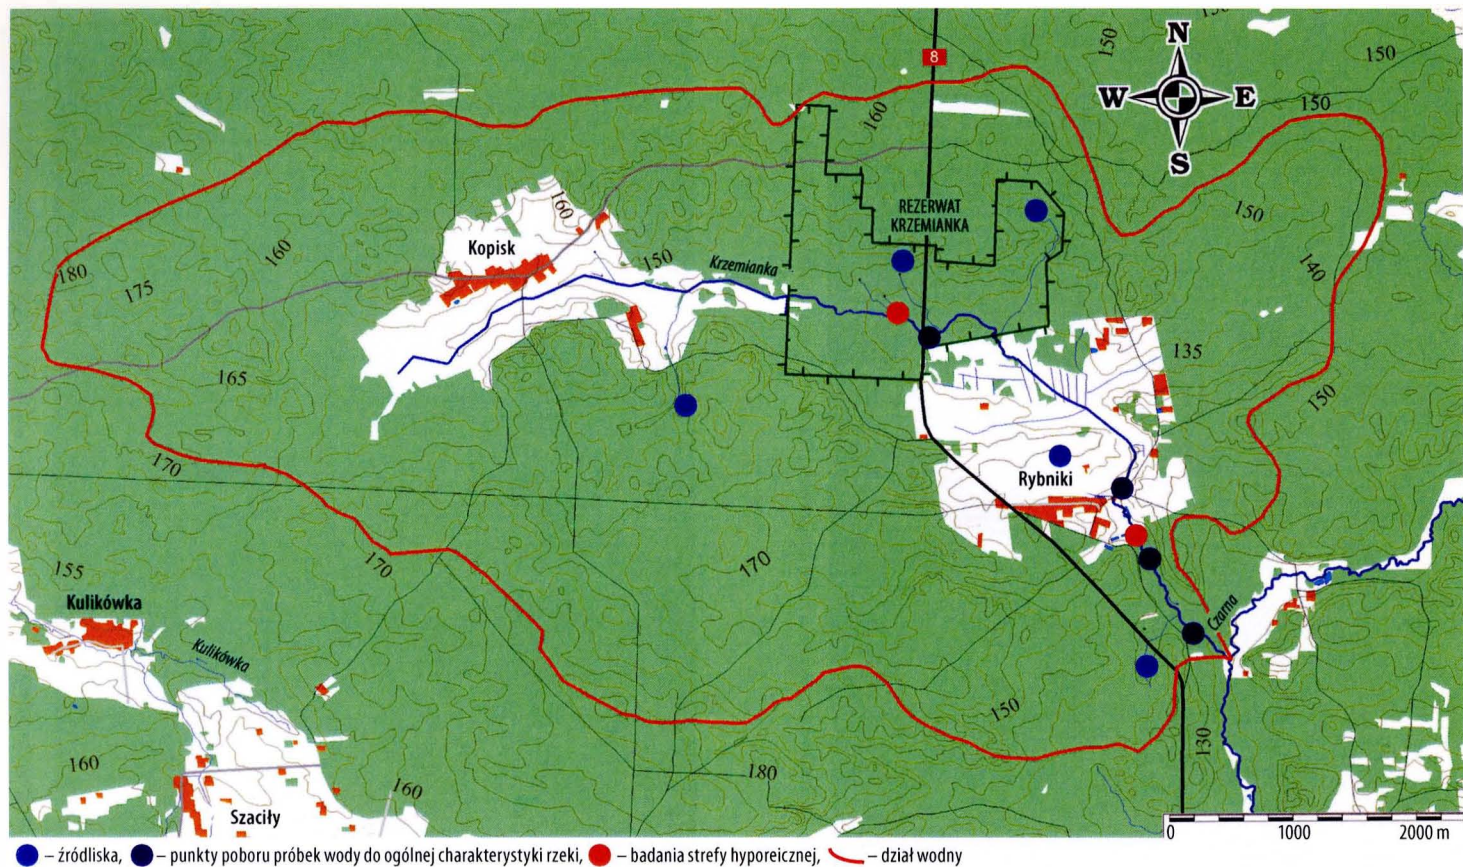 150
150
N
8
W E
150
160
S
160
REZERWAT
KRZEMIANKA
150
Kopisk
160
150
Krzemianka
140
180
175
135
165
150
170
Rybniki
170
170
155
Kulikówka
Kulikówka
Czarna
150
130
160
180
160
Szaciły
0 1000 2000 m
– źródliska, – punkty poboru próbek wody do ogólnej charakterystyki rzeki, – badania strefy hyporeicznej, – dział wodny